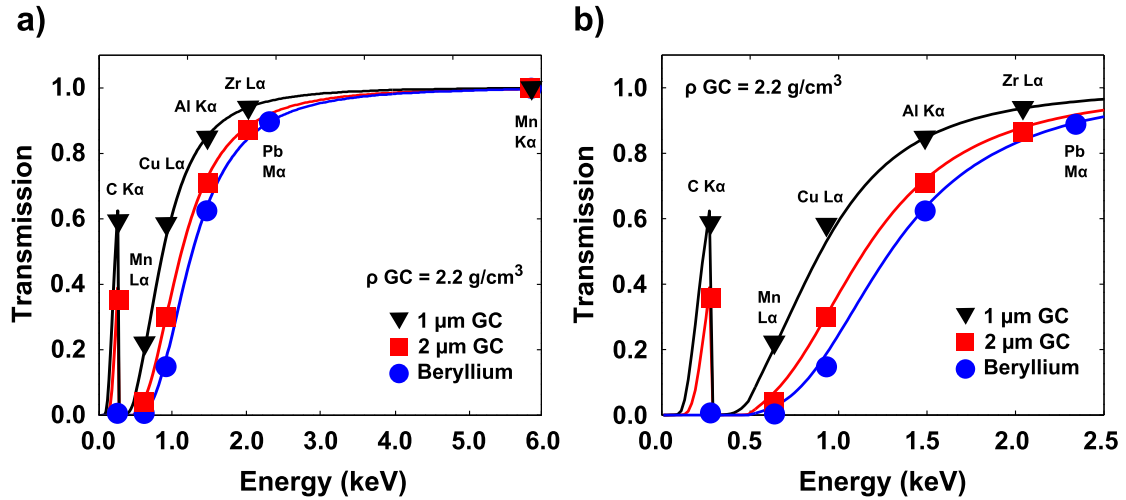 a)
Transmission
1.0
0.8
0.6
0.4
0.2
0.0
0.0
1.0
2.0
3.0
4.0
5.0
6.0
Energy (keV)
C Kα
Mn
Lα
Cu Lα
Al Kα
Zr Lα
Pb
Mα
Mn
Kα
ρ GC = 2.2 g/cm³
1 µm GC
2 µm GC
Beryllium
b)
Transmission
1.0
0.8
0.6
0.4
0.2
0.0
0.0
0.5
1.0
1.5
2.0
2.5
Energy (keV)
ρ GC = 2.2 g/cm³
C Kα
Mn
Lα
Cu Lα
Al Kα
Zr Lα
Pb
Mα
1 µm GC
2 µm GC
Beryllium